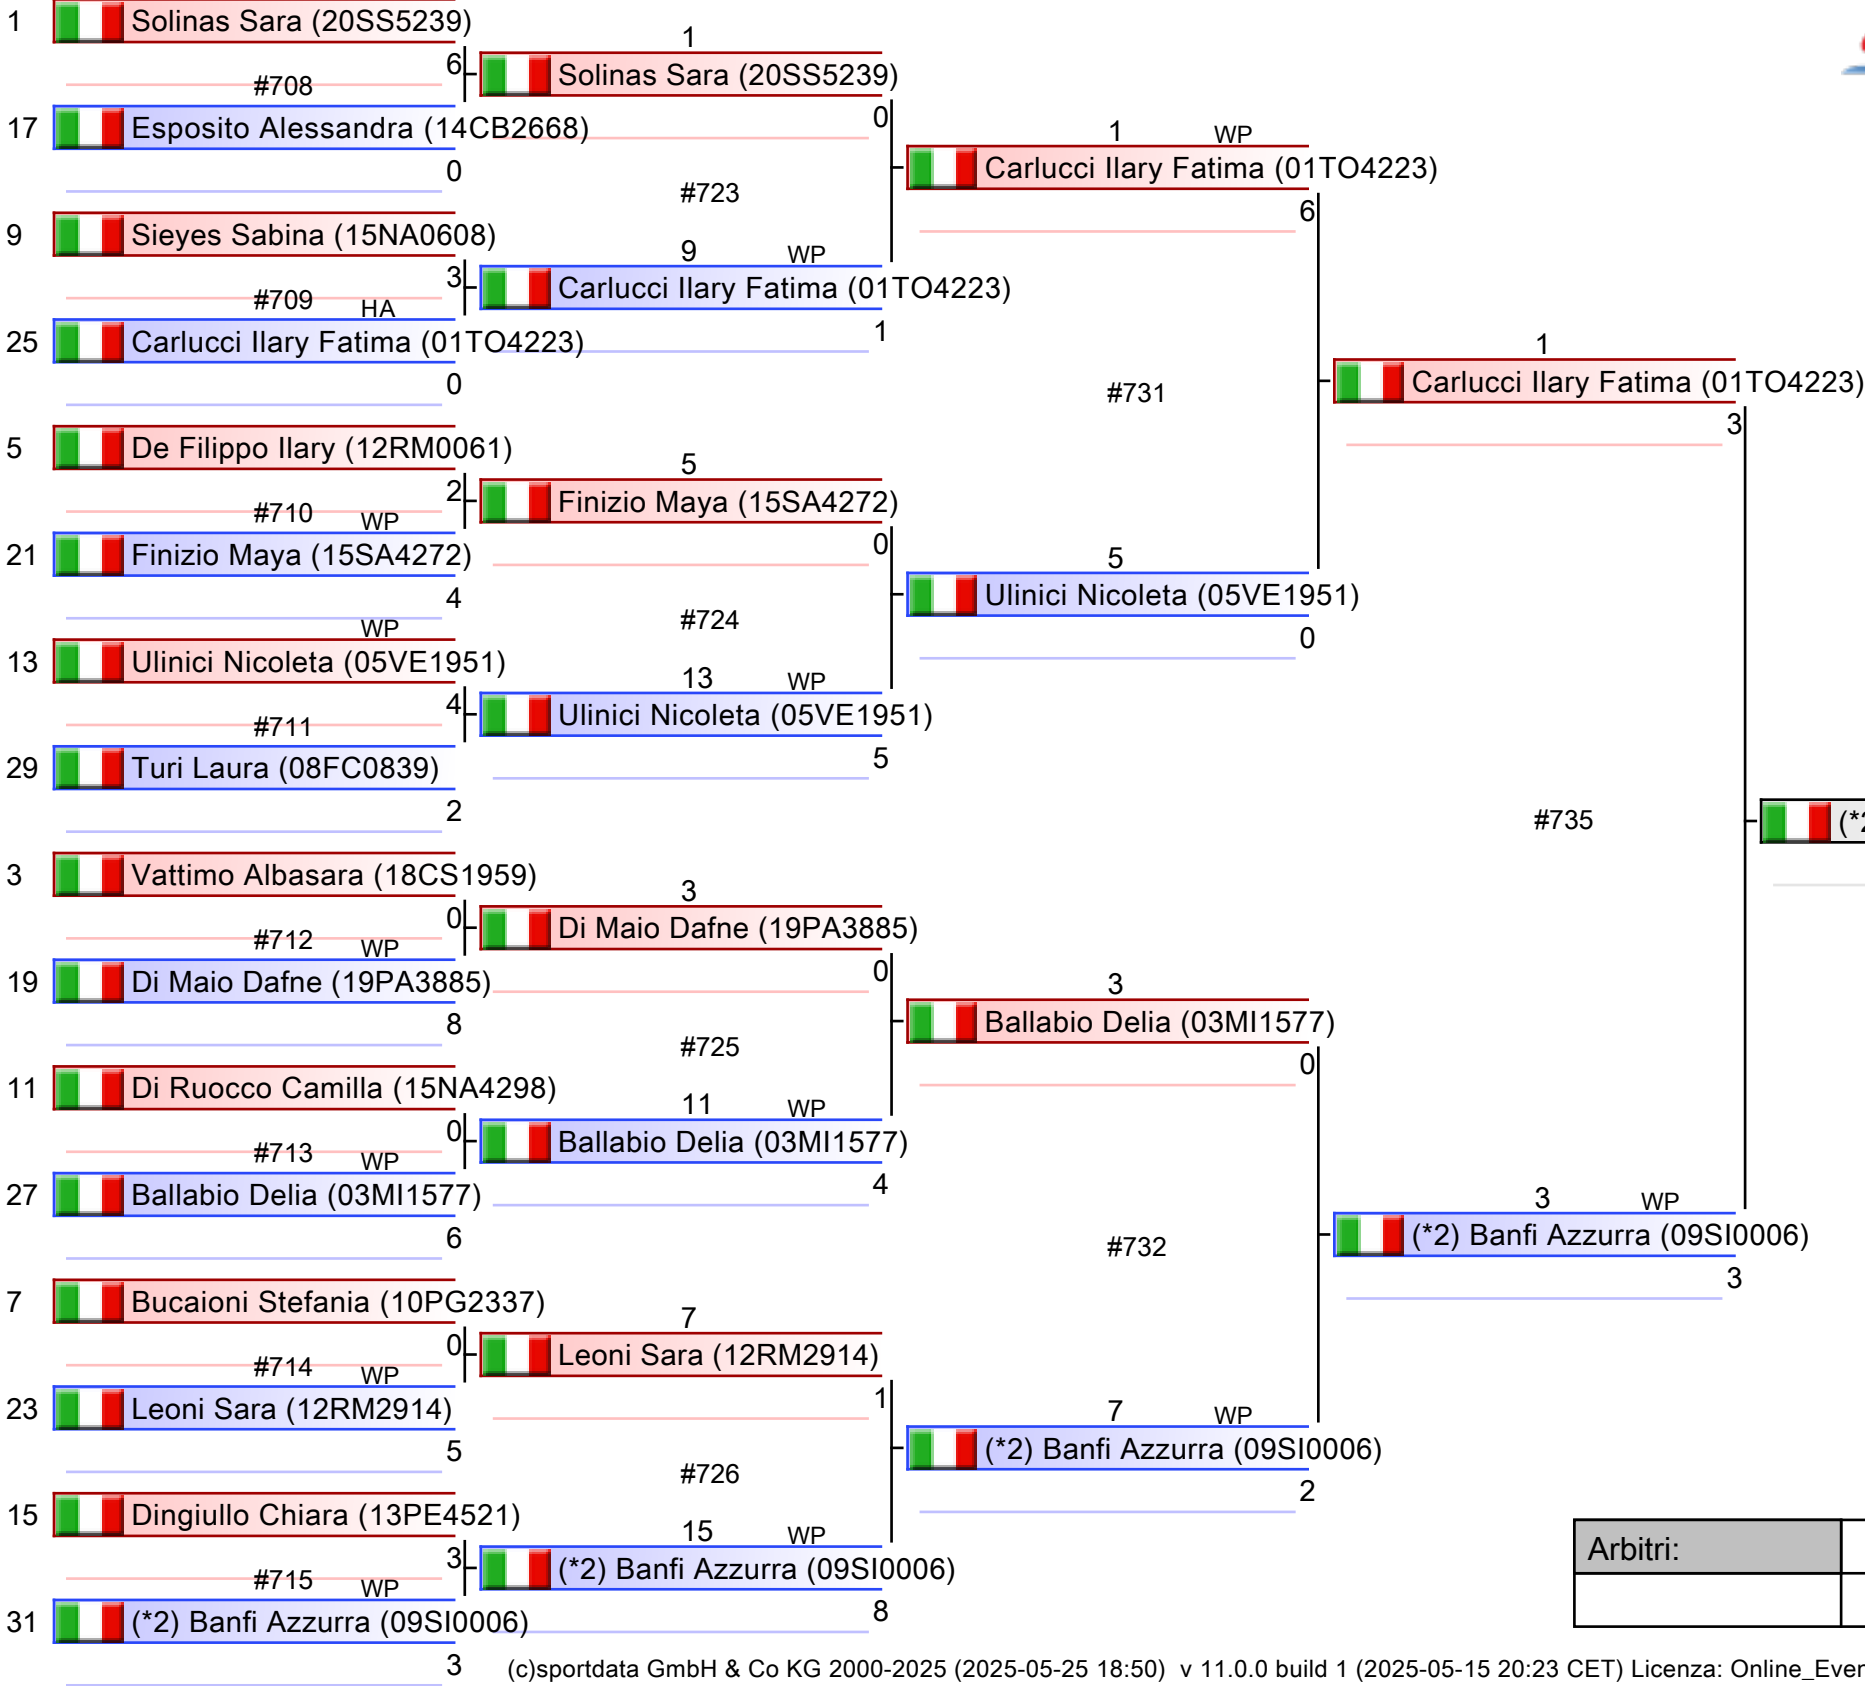 1 Solinas Sara (20SS5239)
6
#708
17 Esposito Alessandra (14CB2668)
0
9 Sieyes Sabina (15NA0608)
3
#709 HA
25 Carlucci Ilary Fatima (01TO4223)
0
5 De Filippo Ilary (12RM0061)
2
#710 WP
21 Finizio Maya (15SA4272)
4
WP
13 Ulinici Nicoleta (05VE1951)
4
#711
29 Turi Laura (08FC0839)
2
3 Vattimo Albasara (18CS1959)
0
#712 WP
19 Di Maio Dafne (19PA3885)
8
11 Di Ruocco Camilla (15NA4298)
0
#713 WP
27 Ballabio Delia (03MI1577)
6
7 Bucaioni Stefania (10PG2337)
0
#714 WP
23 Leoni Sara (12RM2914)
5
15 Dingiullo Chiara (13PE4521)
3
#715 WP
31 (*2) Banfi Azzurra (09SI0006)
3
1
Solinas Sara (20SS5239)
0
#723
9 WP
Carlucci Ilary Fatima (01TO4223)
1
5
Finizio Maya (15SA4272)
0
#724
13 WP
Ulinici Nicoleta (05VE1951)
5
3
Di Maio Dafne (19PA3885)
0
#725
11 WP
Ballabio Delia (03MI1577)
4
7
Leoni Sara (12RM2914)
1
#726
15 WP
(*2) Banfi Azzurra (09SI0006)
8
1 WP
Carlucci Ilary Fatima (01TO4223)
6
#731
5
Ulinici Nicoleta (05VE1951)
0
3
Ballabio Delia (03MI1577)
0
#732
7 WP
(*2) Banfi Azzurra (09SI0006)
2
1
Carlucci Ilary Fatima (01TO4223)
3
#735
3 WP
(*2) Banfi Azzurra (09SI0006)
3
Arbitri:
(c)sportdata GmbH & Co KG 2000-2025 (2025-05-25 18:50) v 11.0.0 build 1 (2025-05-15 20:23 CET) Licenza: